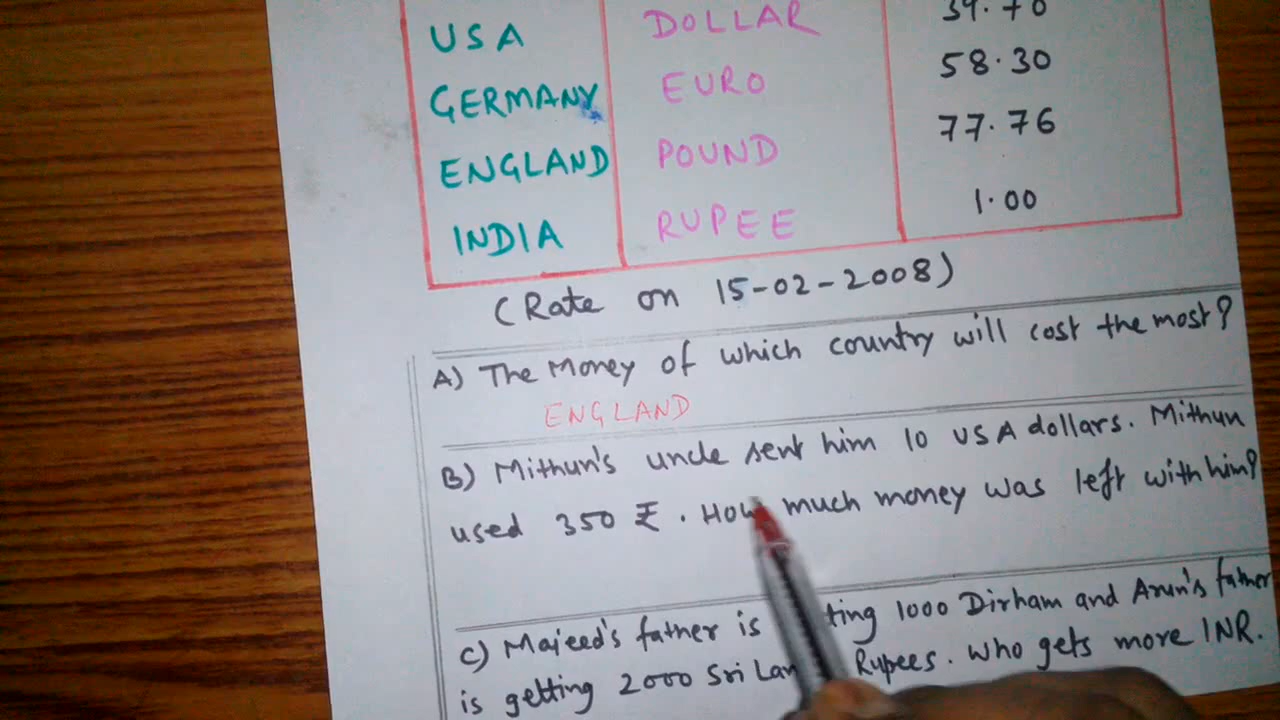 USA DOLLAR 39.70
GERMANY EURO 58.30
ENGLAND POUND 77.76
INDIA RUPEE 1.00
(Rate on 15-02-2008)
A) The Money of which country will cost the most?
ENGLAND
B) Mithun's uncle sent him 10 USA dollars. Mithun
used 350 ₹. How much money was left with him?
C) Majeed's father is 1000 Dirham and Arun's father
is getting 2000 Sri Rupees. Who gets more INR.